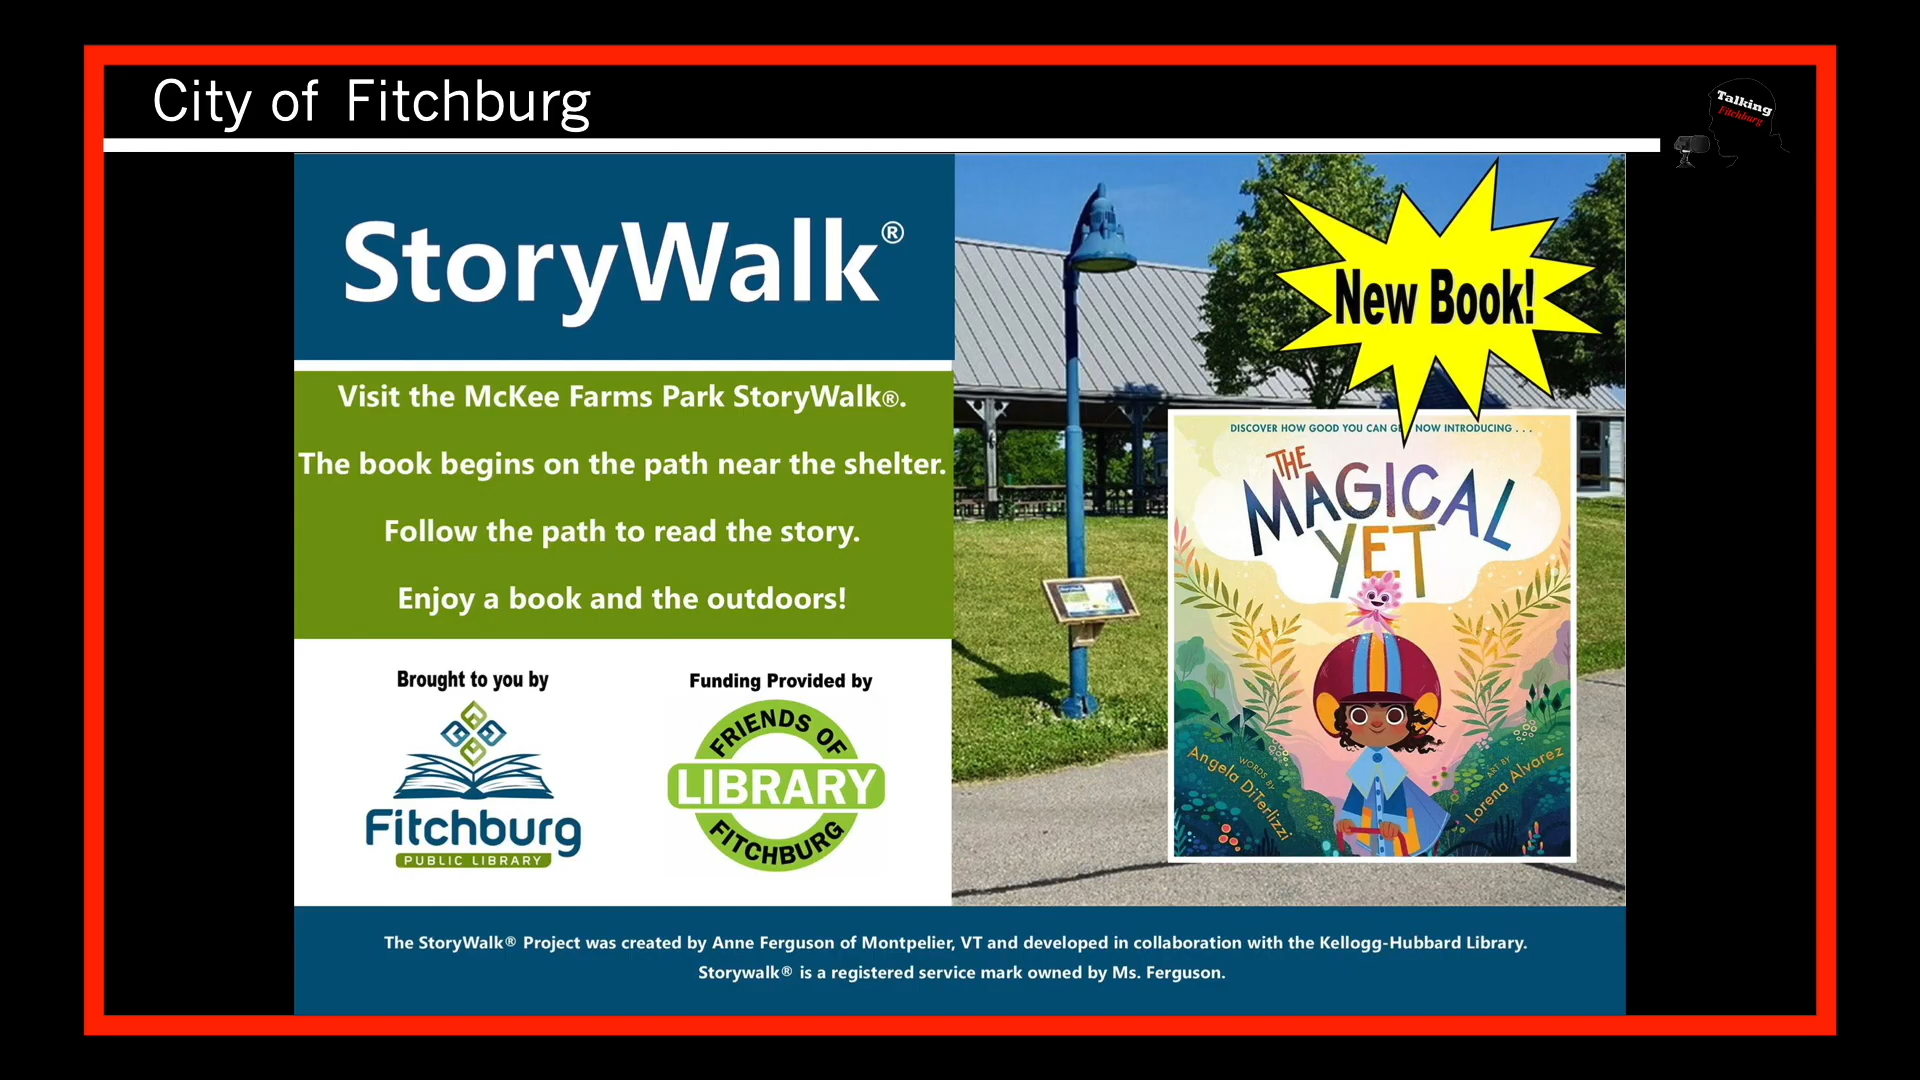 City of Fitchburg
Talking
Fitchburg
StoryWalk®
Visit the McKee Farms Park StoryWalk®.
The book begins on the path near the shelter.
Follow the path to read the story.
Enjoy a book and the outdoors!
Brought to you by
Fitchburg
PUBLIC LIBRARY
Funding Provided by
FRIENDS OF
LIBRARY
FITCHBURG
New Book!
DISCOVER HOW GOOD YOU CAN GE NOW INTRODUCING . . .
THE
MAGICAL
YET
WORDS BY
Angela DiTerlizzi
ART BY
Lorena Alvarez
StoryWalk
The StoryWalk® Project was created by Anne Ferguson of Montpelier, VT and developed in collaboration with the Kellogg-Hubbard Library.
Storywalk® is a registered service mark owned by Ms. Ferguson.